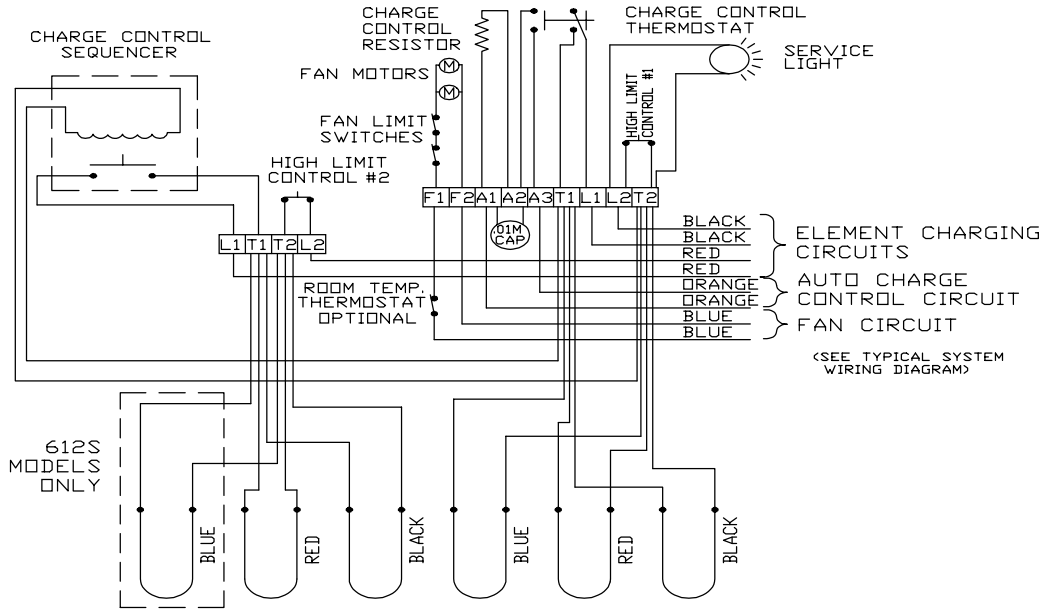 CHARGE CONTROL
SEQUENCER
CHARGE
CONTROL
RESISTOR
FAN MOTORS
M
M
FAN LIMIT
SWITCHES
CHARGE CONTROL
THERMOSTAT
SERVICE
LIGHT
HIGH LIMIT
CONTROL #1
HIGH LIMIT
CONTROL #2
F1 F2 A1 A2 A3 T1 L1 L2 T2
.01M
CAP
L1 T1 T2 L2
BLACK
BLACK
RED
RED
ORANGE
ORANGE
BLUE
BLUE
ELEMENT CHARGING
CIRCUITS
AUTO CHARGE
CONTROL CIRCUIT
FAN CIRCUIT
(SEE TYPICAL SYSTEM
WIRING DIAGRAM)
ROOM TEMP.
THERMOSTAT
OPTIONAL
612S
MODELS
ONLY
BLUE
RED
BLACK
BLUE
RED
BLACK